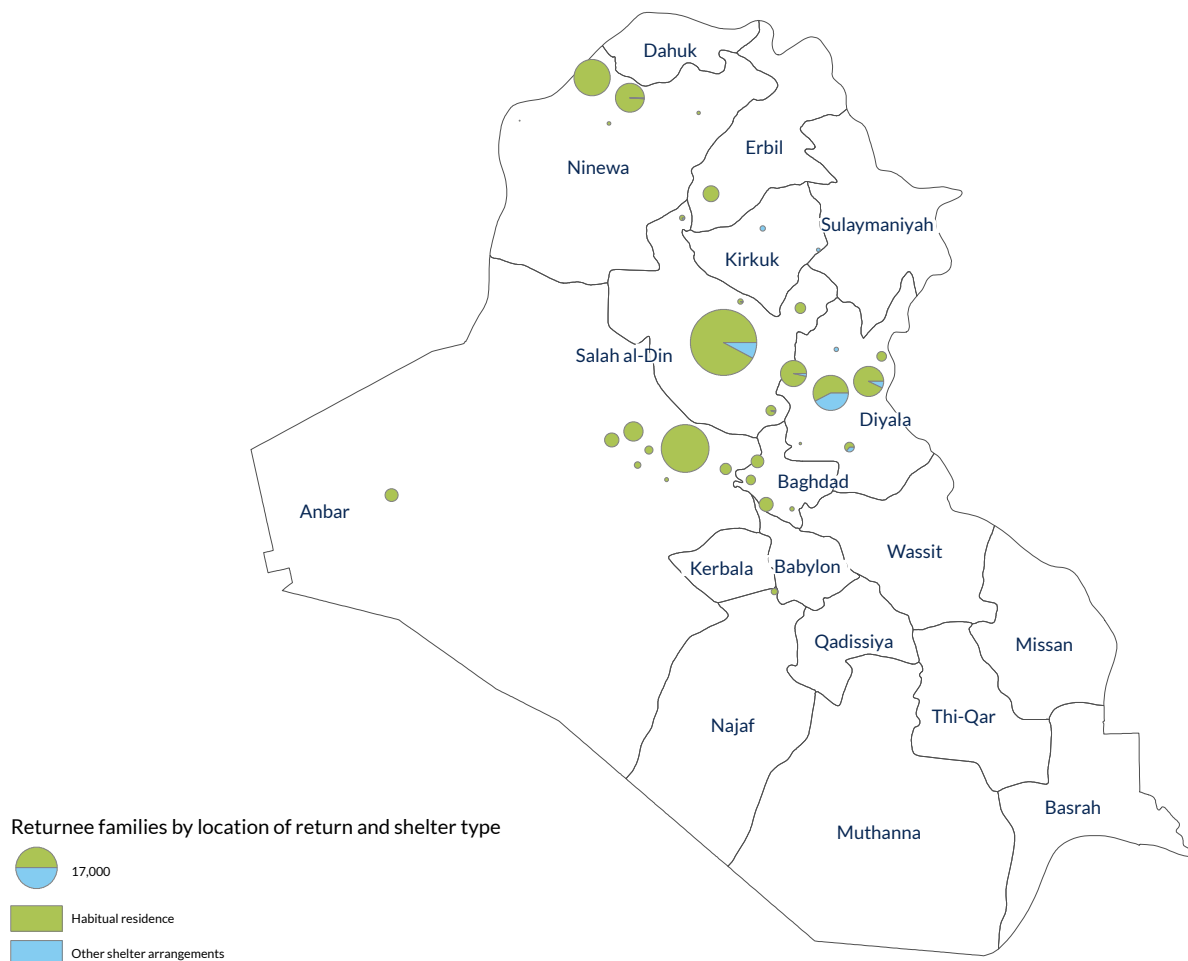 Dahuk
Erbil
Ninewa
Sulaymaniyah
Kirkuk
Salah al-Din
Diyala
Baghdad
Anbar
Wassit
Kerbala
Babylon
Qadissiya
Missan
Thi-Qar
Najaf
Basrah
Muthanna
Returnee families by location of return and shelter type
17,000
Habitual residence
Other shelter arrangements